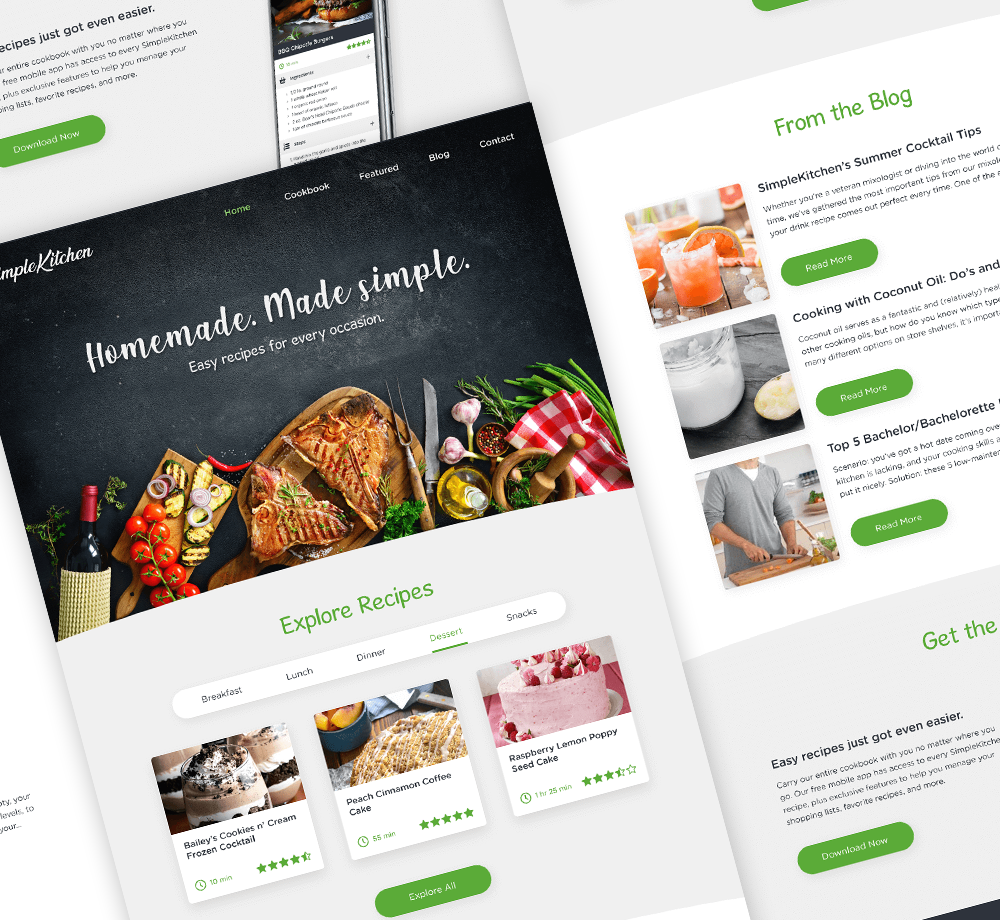 ecipes just got even easier.
ur entire cookbook with you no matter where you
free mobile app has access to every SimpleKitchen
plus exclusive features to help you manage your
ping lists, favorite recipes, and more.
Download Now
BBQ Chipotle Burgers
Ingredients
Steps
Home
Cookbook
Featured
Blog
Contact
impleKitchen
Homemade. Made simple.
Easy recipes for every occasion.
Explore Recipes
Breakfast
Lunch
Dinner
Dessert
Snacks
Bailey's Cookies n' Cream
Frozen Cocktail
10 min
Peach Cinnamon Coffee
Cake
55 min
Raspberry Lemon Poppy
Seed Cake
1 hr 25 min
Explore All
pty, your
levels, to
your...
From the Blog
SimpleKitchen's Summer Cocktail Tips
Whether you're a veteran mixologist or diving into the world
time, we've gathered the most important tips from our
your drink recipe comes out perfect every time. One of the
Read More
Cooking with Coconut Oil: Do's and
Coconut oil serves as a fantastic and (relatively)
other cooking oils, but how do you know which type
many different options on store shelves, it's
Read More
Top 5 Bachelor/Bachelorette
Scenario: you've got a hot date coming
kitchen is lacking, and your cooking skills
put it nicely. Solution: these 5
Read More
Get the
Easy recipes just got even easier.
Carry our entire cookbook with you no matter where you
go. Our free mobile app has access to every SimpleKitchen
recipe, plus exclusive features to help you manage your
shopping lists, favorite recipes, and more.
Download Now